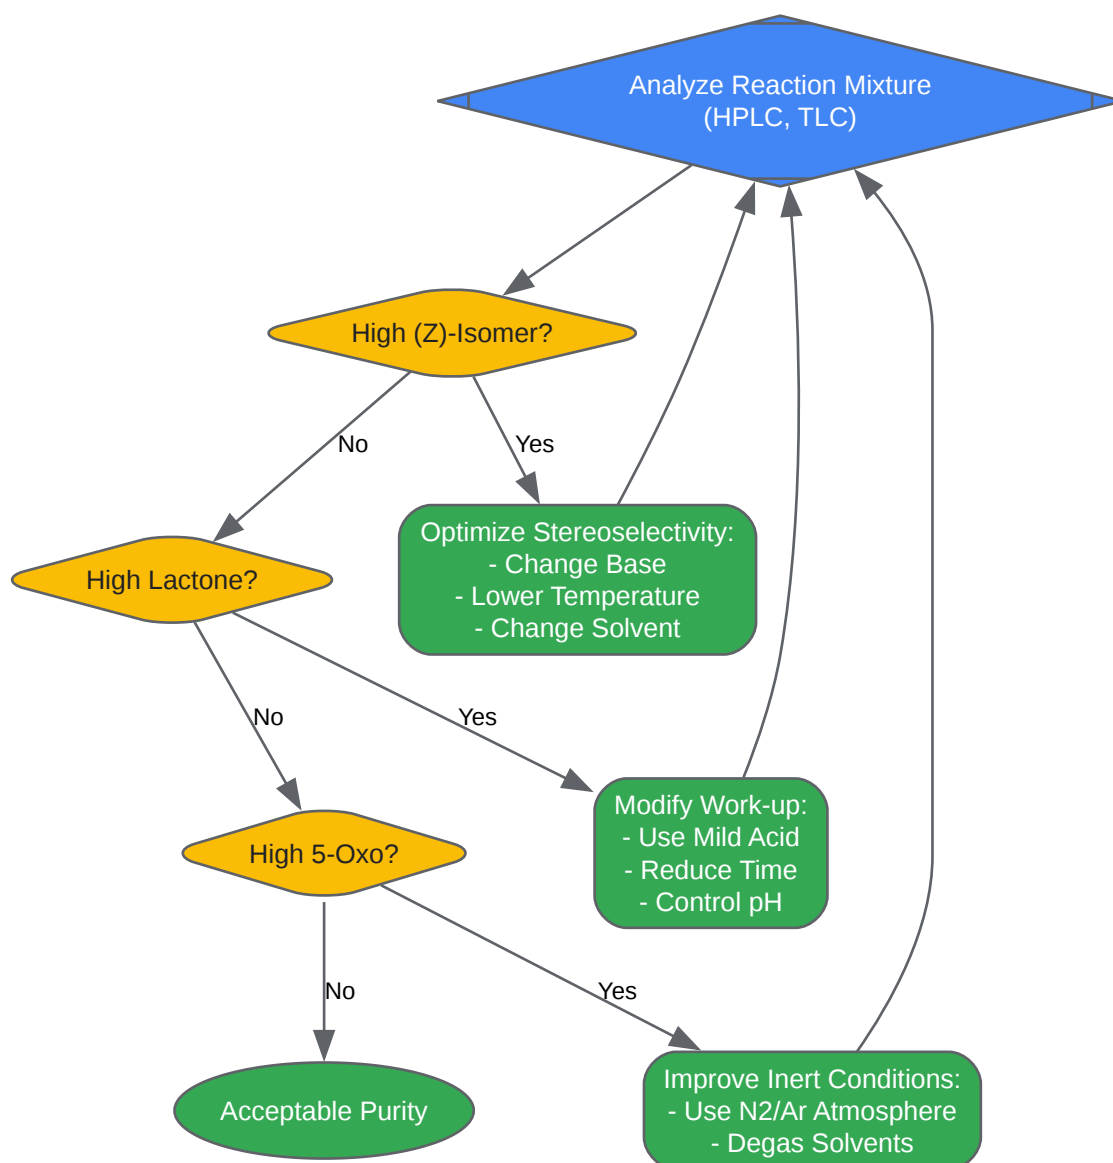 Analyze Reaction Mixture
(HPLC, TLC)
High (Z)-Isomer?
No
Yes
Optimize Stereoselectivity:
- Change Base
- Lower Temperature
- Change Solvent
High Lactone?
No
Yes
Modify Work-up:
- Use Mild Acid
- Reduce Time
- Control pH
High 5-Oxo?
No
Yes
Acceptable Purity
Improve Inert Conditions:
- Use N2/Ar Atmosphere
- Degas Solvents